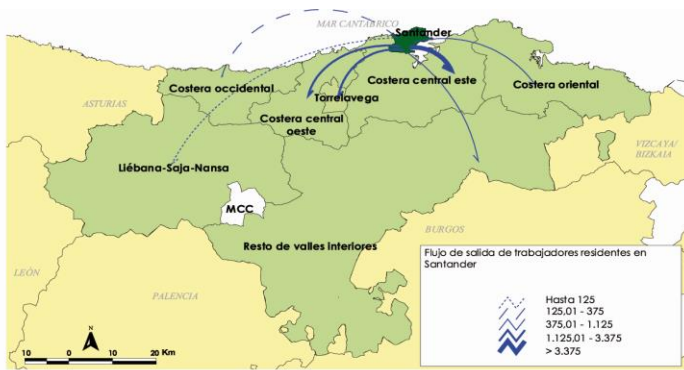 MAR CANTÁBRICO
Santander
ASTURIAS
Costera occidental
Torrelavega
Costera central este
Costera oriental
Costera central
oeste
VIZCAYA/
BIZKAIA
Liébana-Saja-Nansa
MCC
BURGOS
Resto de valles interiores
LEÓN
PALENCIA
Flujo de salida de trabajadores residentes en
Santander
Hasta 125
125,01 - 375
375,01 - 1.125
1.125,01 - 3.375
> 3.375
N
10 0 10 20 Km